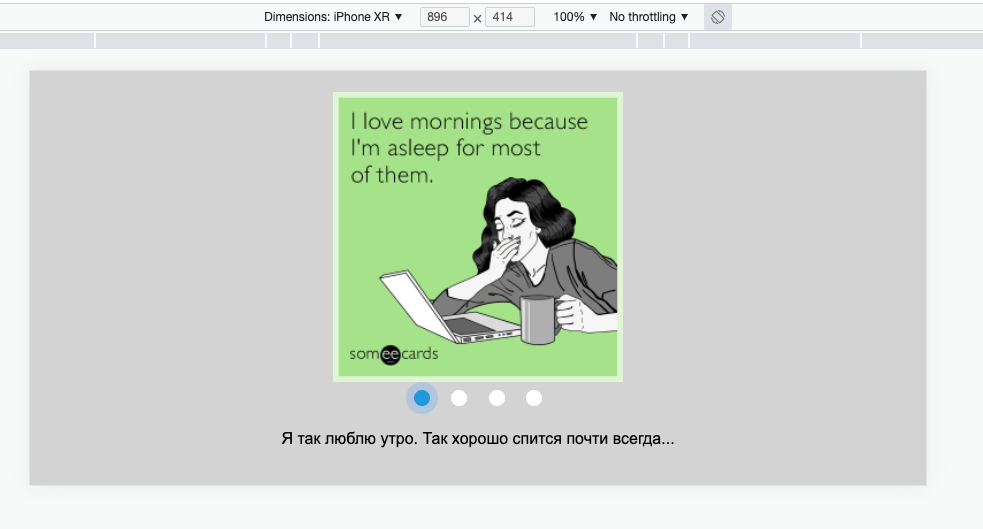 Dimensions: iPhone XR ▼ 896 × 414 100% ▼ No throttling ▼
I love mornings because
I'm asleep for most
of them.
someecards
Я так люблю утро. Так хорошо спится почти всегда...